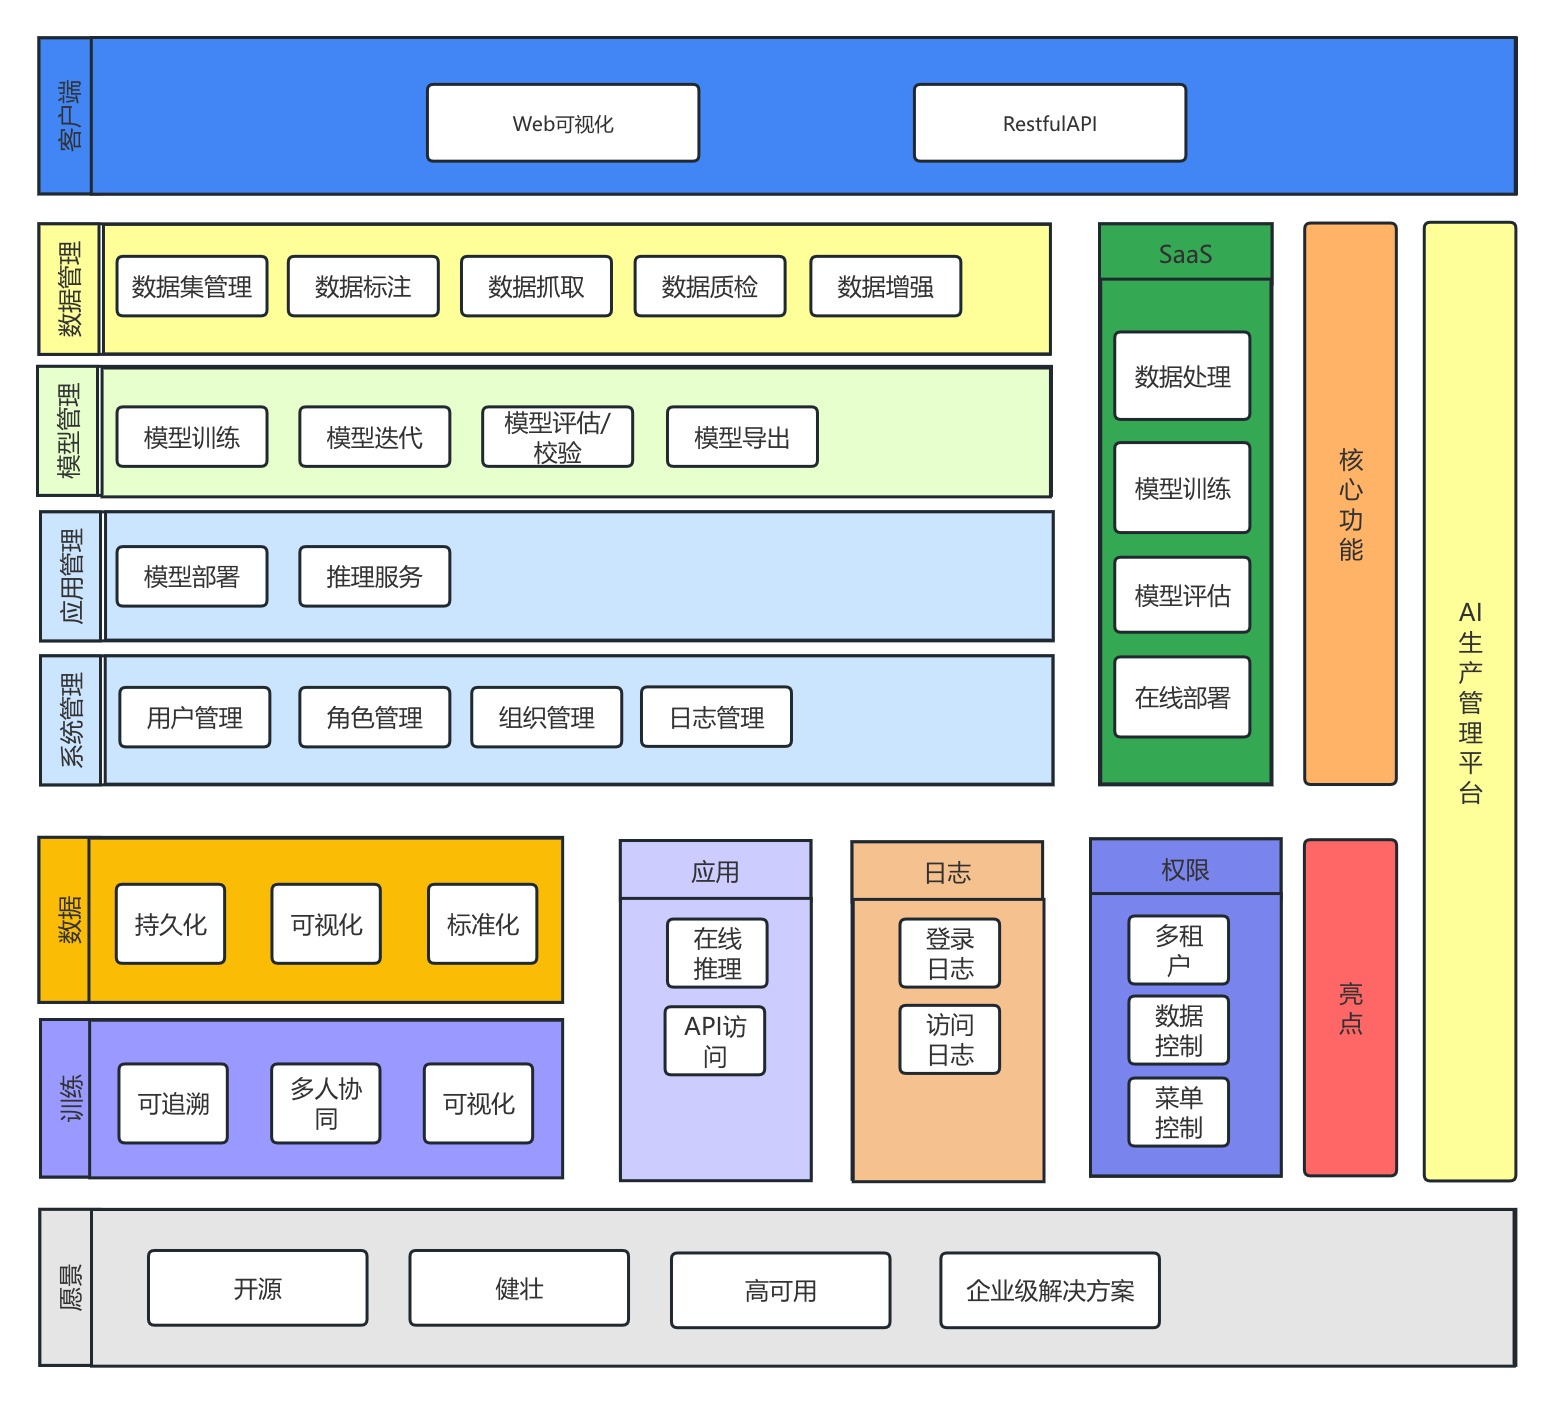 客户端
Web可视化
RestfulAPI
数据管理
数据集管理
数据标注
数据抓取
数据质检
数据增强
模型管理
模型训练
模型迭代
模型评估/
校验
模型导出
应用管理
模型部署
推理服务
系统管理
用户管理
角色管理
组织管理
日志管理
SaaS
数据处理
模型训练
模型评估
在线部署
核
心
功
能
AI
生
产
管
理
平
台
数据
持久化
可视化
标准化
训练
可追溯
多人协
同
可视化
应用
在线
推理
API访
问
日志
登录
日志
访问
日志
权限
多租
户
数据
控制
菜单
控制
亮
点
愿景
开源
健壮
高可用
企业级解决方案